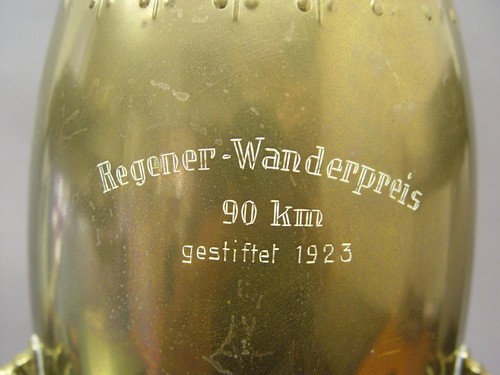 Regener-Wanderpreis
90 km
gestiftet 1923